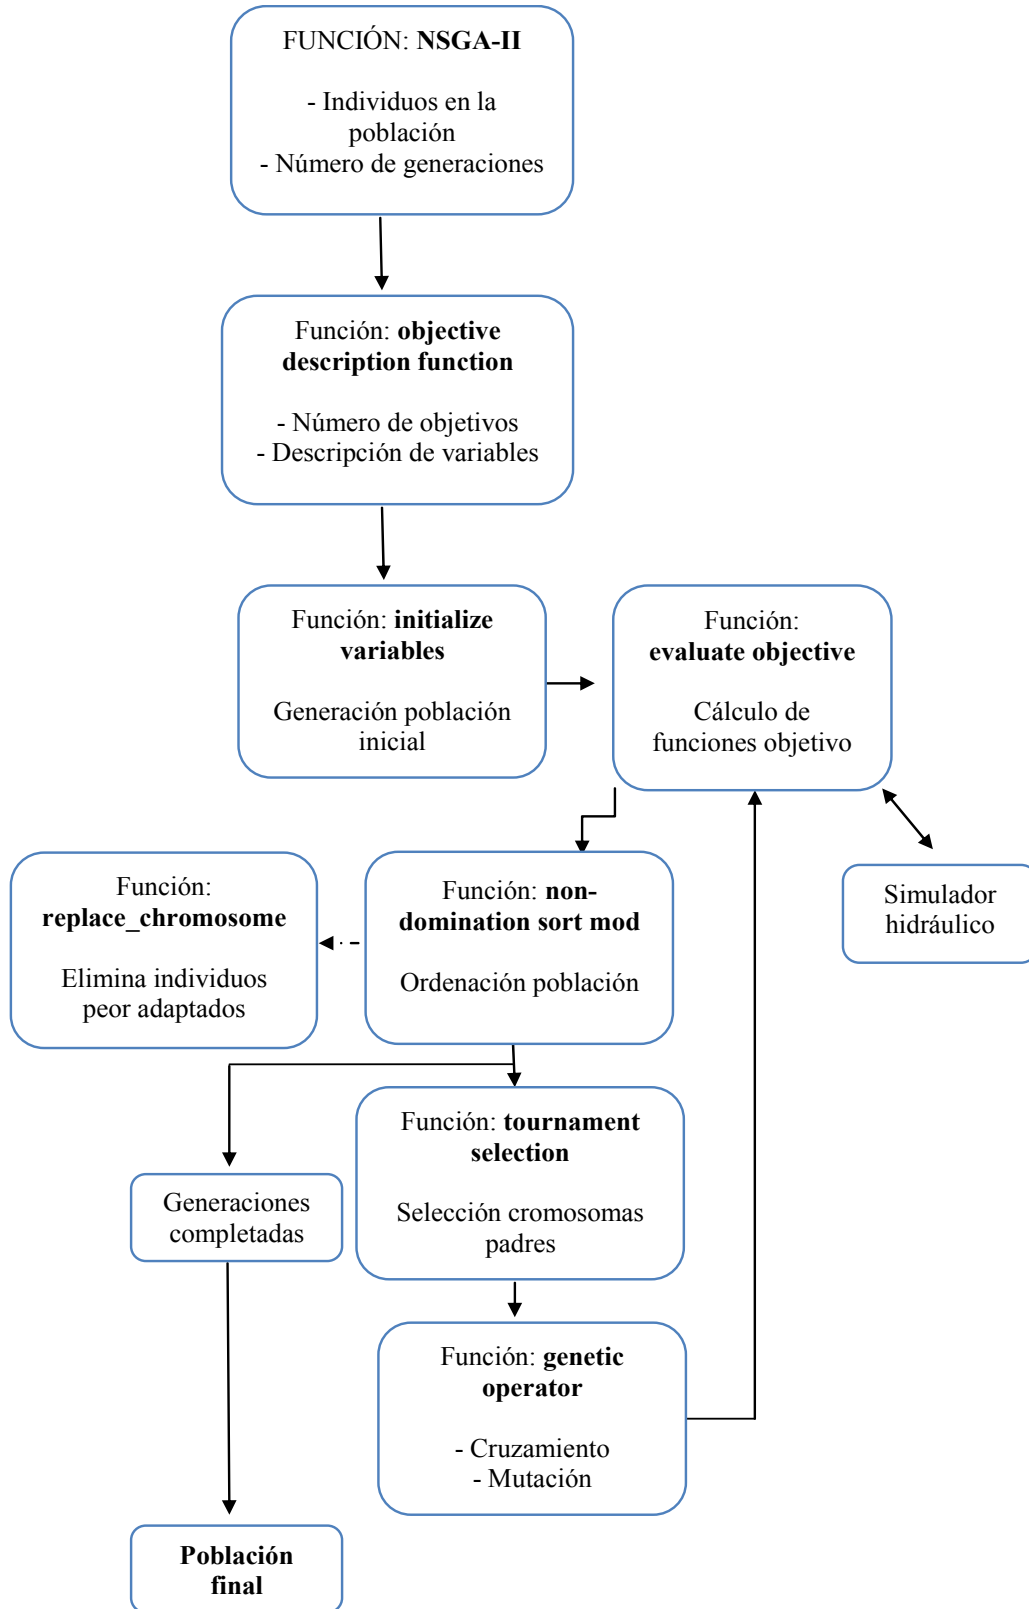 FUNCIÓN: NSGA-II
- Individuos en la
población
- Número de generaciones
Función: objective
description function
- Número de objetivos
- Descripción de variables
Función: initialize
variables
Generación población
inicial
Función:
evaluate objective
Cálculo de
funciones objetivo
Función:
replace_chromosome
Elimina individuos
peor adaptados
Función: non-
domination sort mod
Ordenación población
Simulador
hidráulico
Función: tournament
selection
Selección cromosomas
padres
Generaciones
completadas
Función: genetic
operator
- Cruzamiento
- Mutación
Población
final